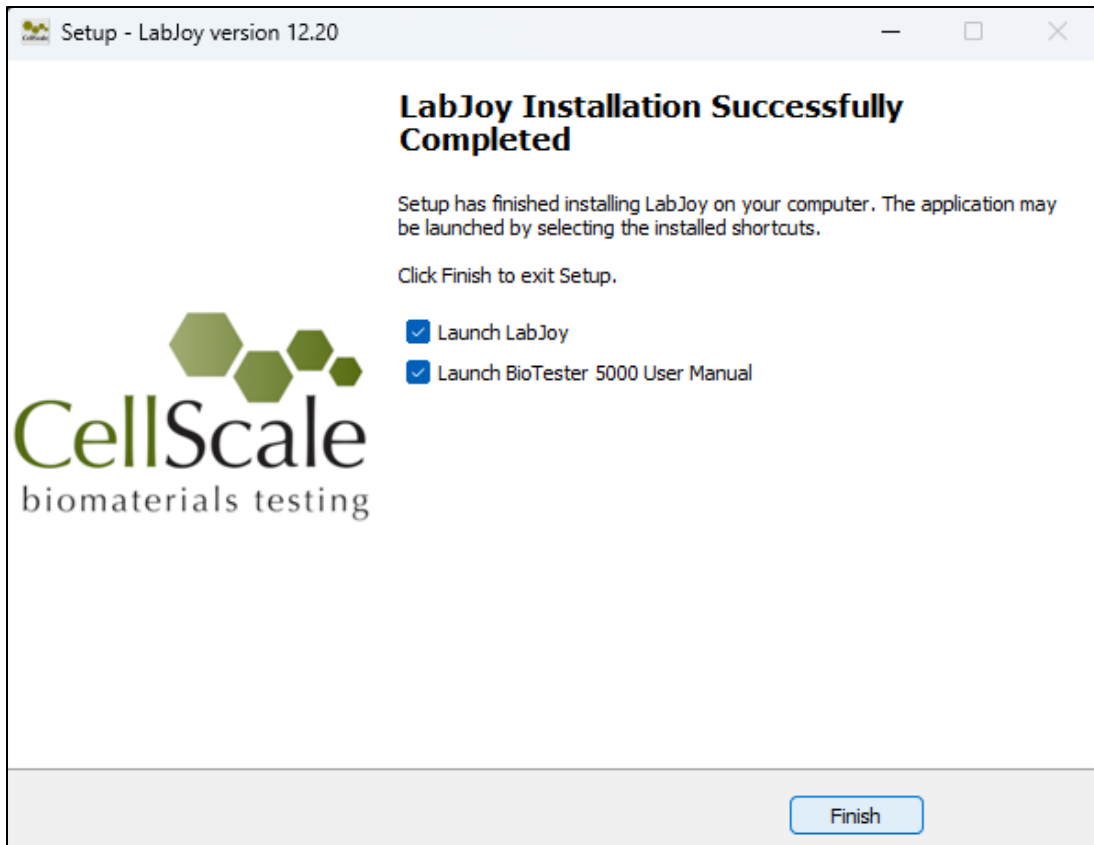 Setup - LabJoy version 12.20
LabJoy Installation Successfully
Completed
Setup has finished installing LabJoy on your computer. The application may
be launched by selecting the installed shortcuts.
Click Finish to exit Setup.
Launch LabJoy
Launch BioTester 5000 User Manual
CellScale
biomaterials testing
Finish